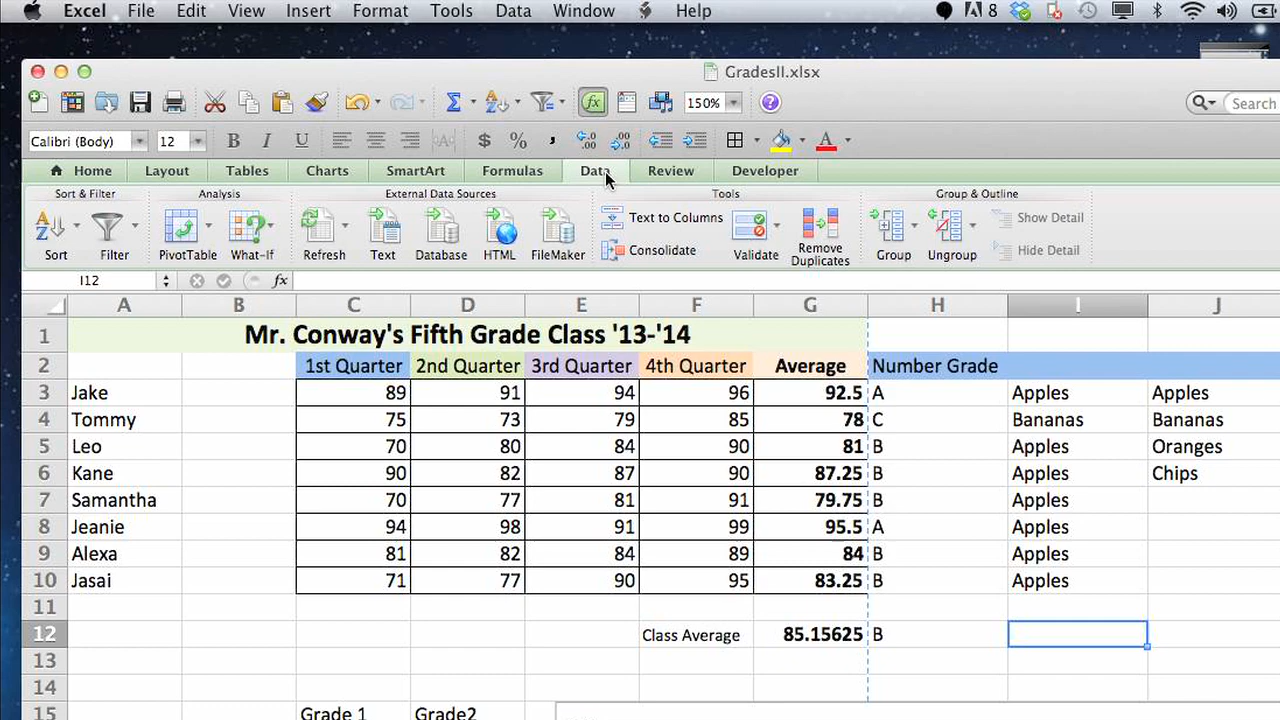 Excel File Edit View Insert Format Tools Data Window Help 8
GradesII.xlsx
fx 150% ? Search
Calibri (Body) 12 B I U $ % , .0 .00
Home Layout Tables Charts SmartArt Formulas Data Review Developer
Sort & Filter Analysis External Data Sources Tools Group & Outline
Text to Columns Show Detail
Consolidate Hide Detail
Sort Filter PivotTable What-If Refresh Text Database HTML FileMaker Validate Remove Duplicates Group Ungroup
I12 fx
A B C D E F G H I J
1 Mr. Conway's Fifth Grade Class '13-'14
2 1st Quarter 2nd Quarter 3rd Quarter 4th Quarter Average Number Grade
3 Jake 89 91 94 96 92.5 A Apples Apples
4 Tommy 75 73 79 85 78 C Bananas Bananas
5 Leo 70 80 84 90 81 B Apples Oranges
6 Kane 90 82 87 90 87.25 B Apples Chips
7 Samantha 70 77 81 91 79.75 B Apples
8 Jeanie 94 98 91 99 95.5 A Apples
9 Alexa 81 82 84 89 84 B Apples
10 Jasai 71 77 90 95 83.25 B Apples
11
12 Class Average 85.15625 B
13
14
15 Grade 1 Grade2